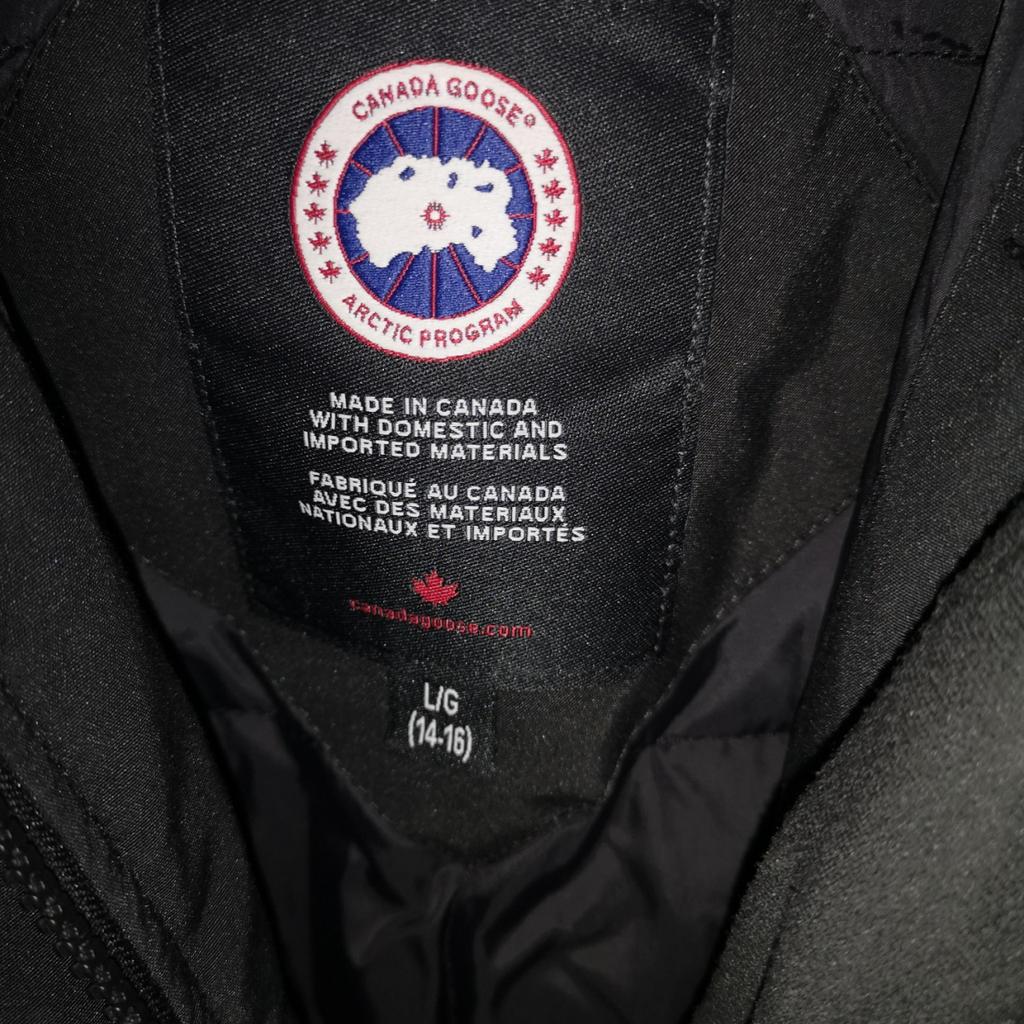 CANADA GOOSE®
ARCTIC PROGRAM
MADE IN CANADA
WITH DOMESTIC AND
IMPORTED MATERIALS
FABRIQUÉ AU CANADA
AVEC DES MATERIAUX
NATIONAUX ET IMPORTÉS
canadagoose.com
L/G
(14-16)